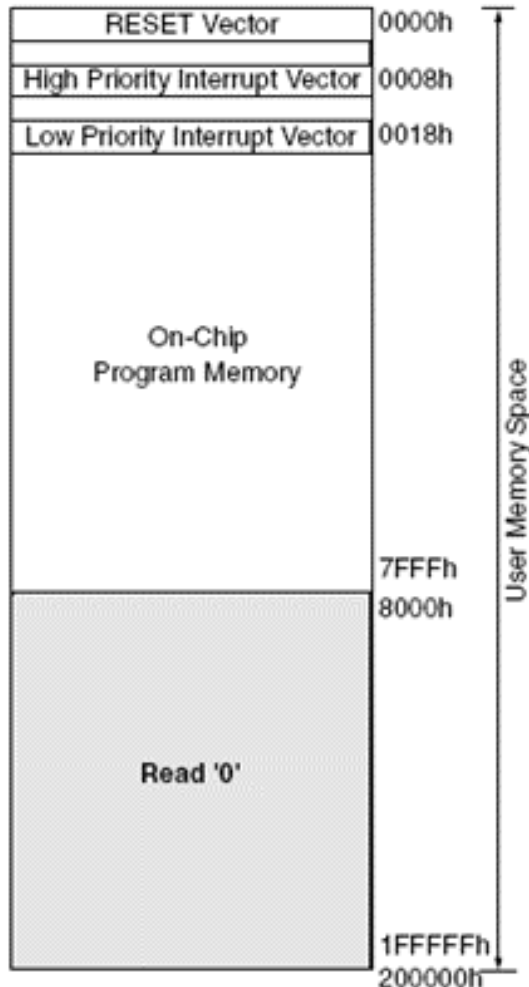 RESET Vector
0000h
High Priority Interrupt Vector
0008h
Low Priority Interrupt Vector
0018h
On-Chip
Program Memory
User Memory Space
7FFFh
8000h
Read '0'
1FFFFFh
200000h